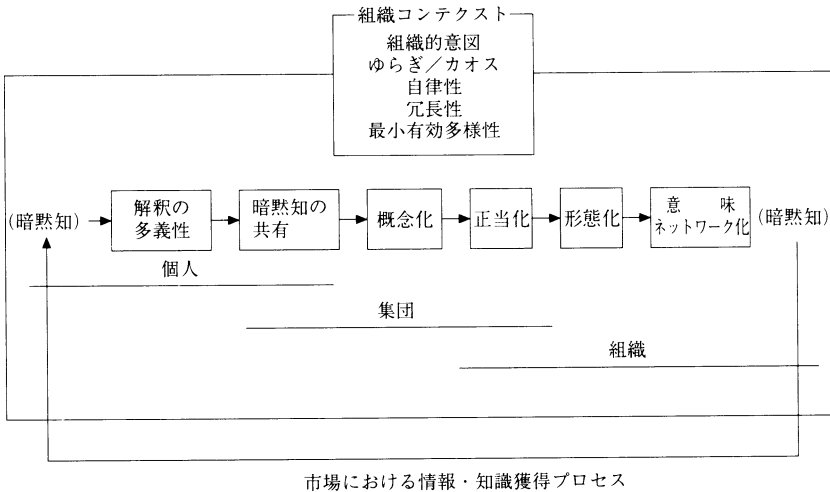 組織コンテクスト
組織的意図
ゆらぎ／カオス
自律性
冗長性
最小有効多様性
(暗黙知)
解釈の
多義性
暗黙知の
共有
概念化
正当化
形態化
意　味
ネットワーク化
(暗黙知)
個人
集団
組織
市場における情報・知識獲得プロセス